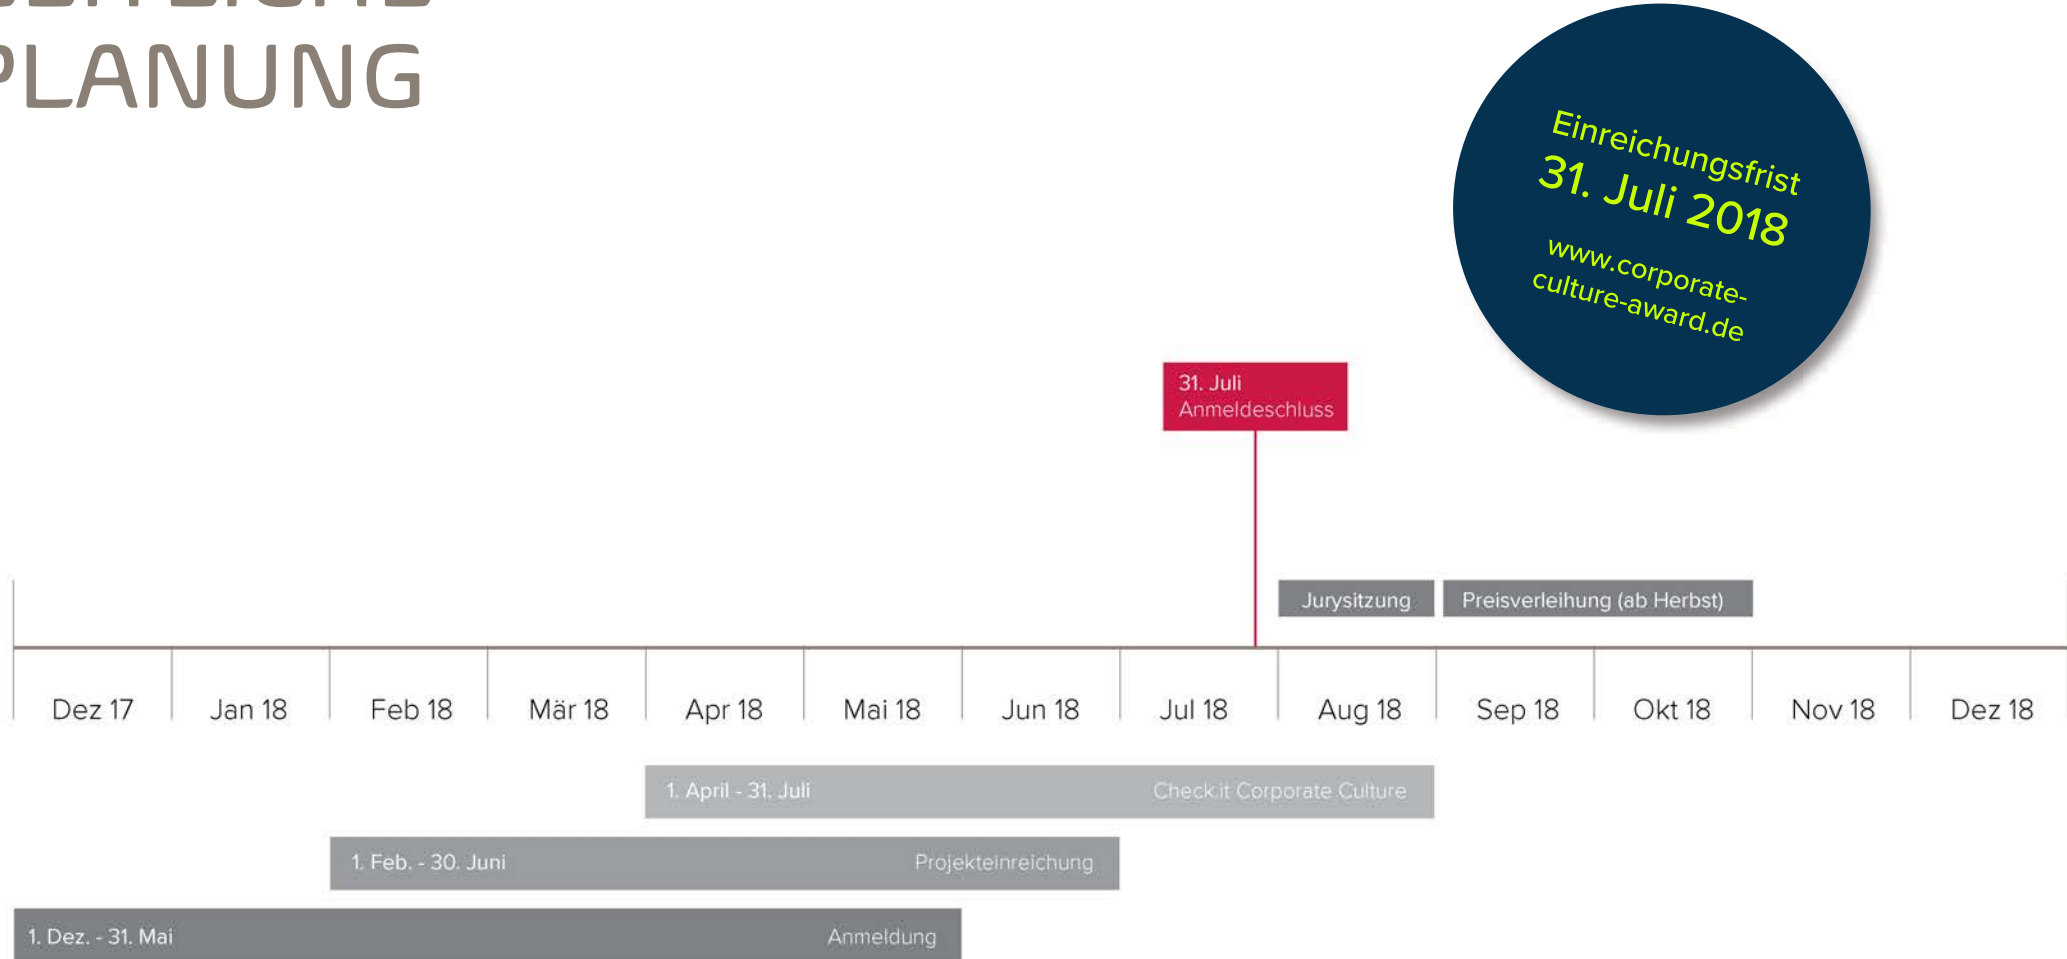 PLANUNG
Einreichungsfrist
31. Juli 2018
www.corporate-
culture-award.de
31. Juli
Anmeldeschluss
Jurysitzung
Preisverleihung (ab Herbst)
Dez 17
Jan 18
Feb 18
Mär 18
Apr 18
Mai 18
Jun 18
Jul 18
Aug 18
Sep 18
Okt 18
Nov 18
Dez 18
1. April - 31. Juli
Check.it Corporate Culture
1. Feb. - 30. Juni
Projekteinreichung
1. Dez. - 31. Mai
Anmeldung